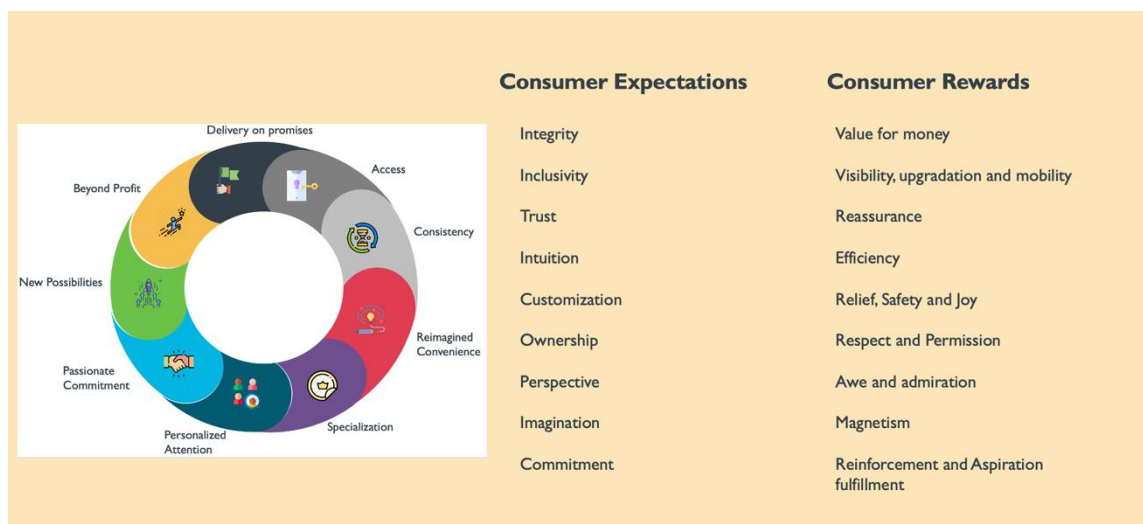 Consumer Expectations
Consumer Rewards
Delivery on promises
Access
Beyond Profit
Consistency
New Possibilities
Reimagined
Convenience
Passionate
Commitment
Specialization
Personalized
Attention
Integrity
Value for money
Inclusivity
Visibility, upgradation and mobility
Trust
Reassurance
Intuition
Efficiency
Customization
Relief, Safety and Joy
Ownership
Respect and Permission
Perspective
Awe and admiration
Imagination
Magnetism
Commitment
Reinforcement and Aspiration
fulfillment